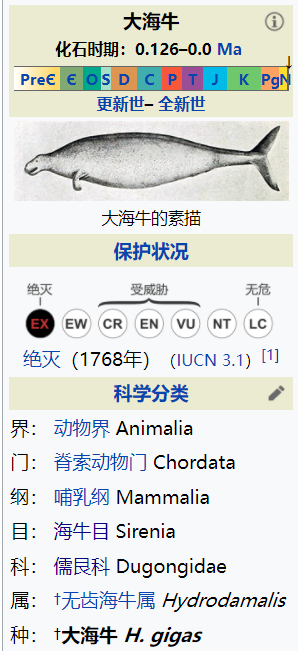 大海牛
化石时期：0.126–0.0 Ma
PreЄ Є O S D C P T J K Pg N
↓
更新世– 全新世
大海牛的素描
保护状况
绝灭 受威胁 无危
EX EW CR EN VU NT LC
绝灭（1768年）（IUCN 3.1）[1]
科学分类
界： 动物界 Animalia
门： 脊索动物门 Chordata
纲： 哺乳纲 Mammalia
目： 海牛目 Sirenia
科： 儒艮科 Dugongidae
属： †无齿海牛属 Hydrodamalis
种： †大海牛 H. gigas